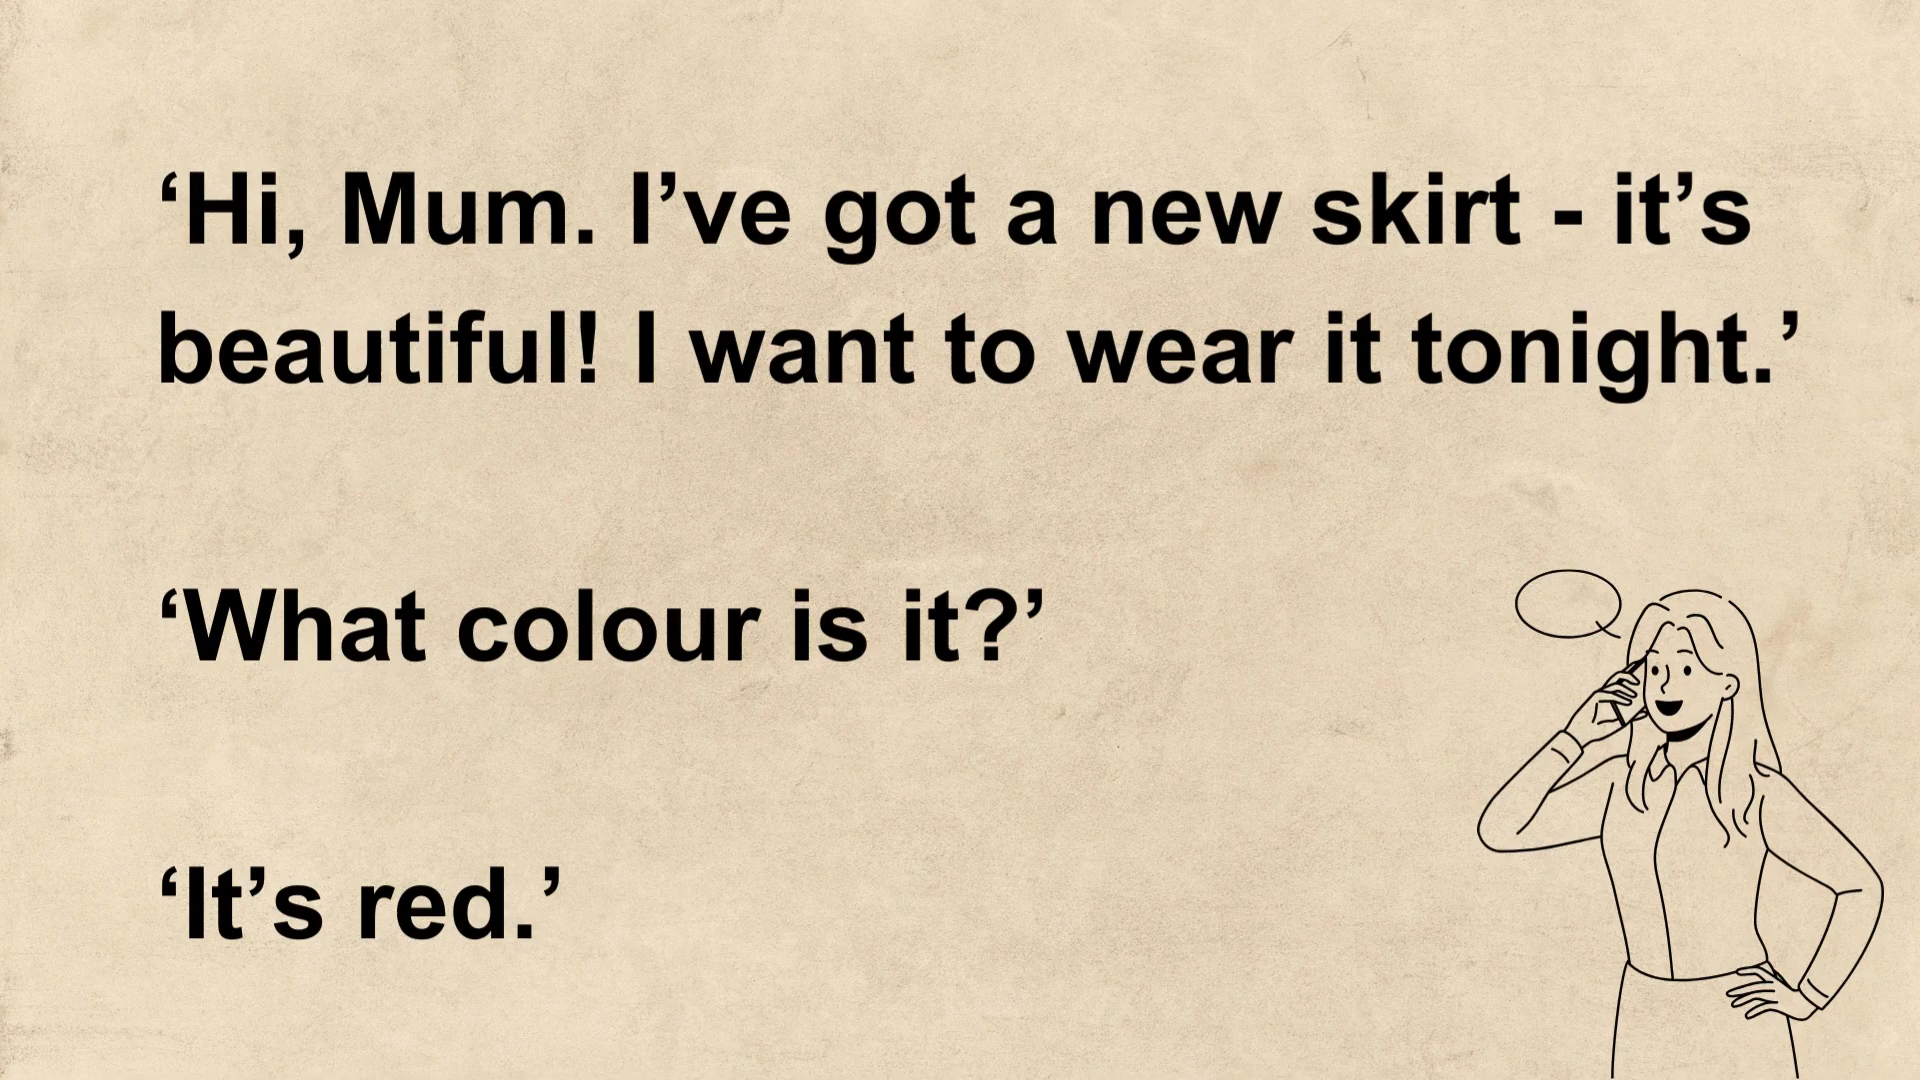 ‘Hi, Mum. I’ve got a new skirt - it’s
beautiful! I want to wear it tonight.’
‘What colour is it?’
‘It’s red.’